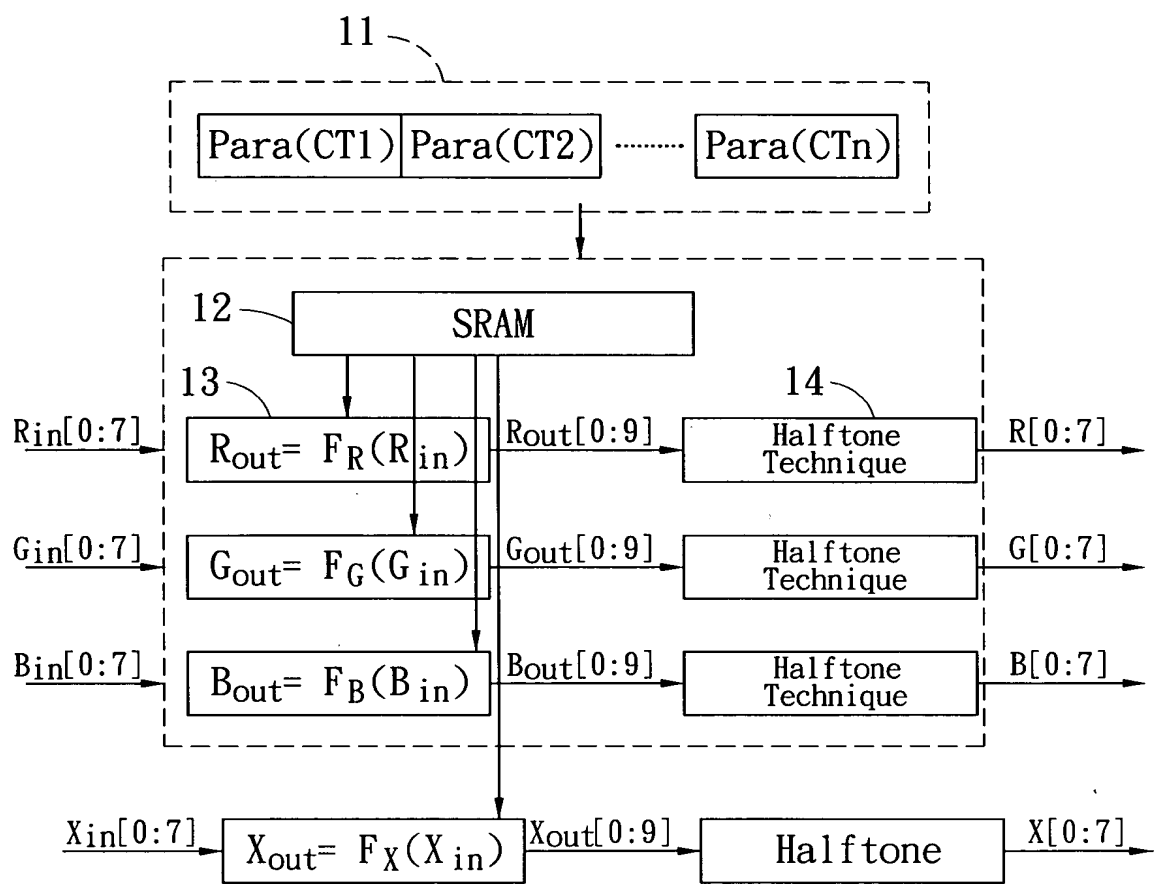 11
Para(CT1) Para(CT2) ......... Para(CTn)
12 SRAM
13 14
Rin[0:7] Rout= FR(Rin) Rout[0:9] Halftone Technique R[0:7]
Gin[0:7] Gout= FG(Gin) Gout[0:9] Halftone Technique G[0:7]
Bin[0:7] Bout= FB(Bin) Bout[0:9] Halftone Technique B[0:7]
Xin[0:7] Xout= FX(Xin) Xout[0:9] Halftone X[0:7]